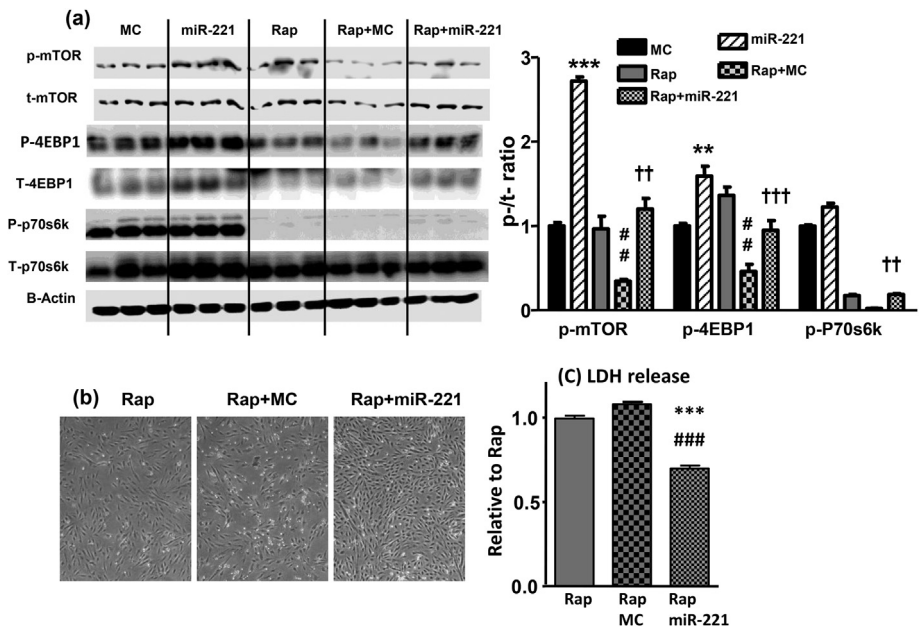 (a)
MC miR-221 Rap Rap+MC Rap+miR-221
p-mTOR
t-mTOR
P-4EBP1
T-4EBP1
P-p70s6k
T-p70s6k
B-Actin
p-/t- ratio
3
2
1
0
MC
miR-221
Rap
Rap+MC
Rap+miR-221
***
##
††
**
##
†††
††
p-mTOR p-4EBP1 p-P70s6k
(b) Rap Rap+MC Rap+miR-221
(C) LDH release
Relative to Rap
1.0
0.5
0.0
***
###
Rap Rap Rap
MC miR-221